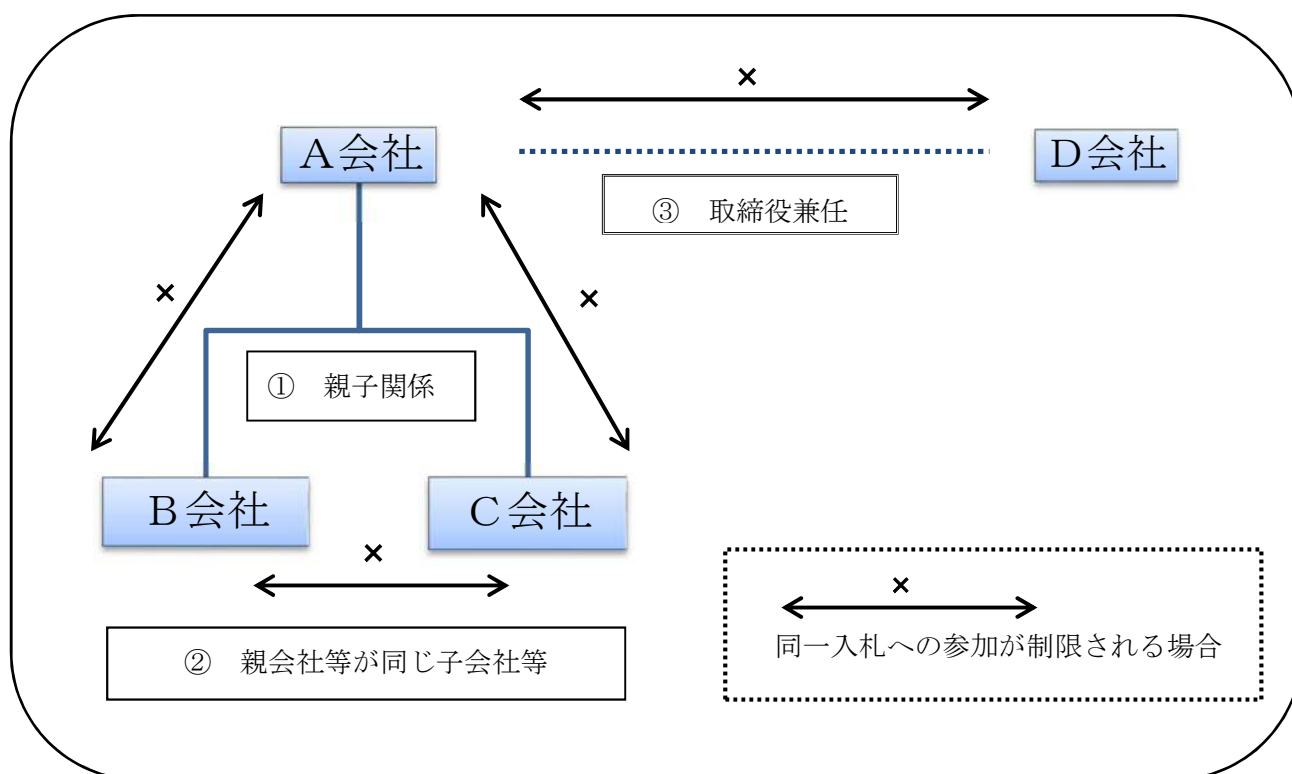 ×
A会社
D会社
③ 取締役兼任
×
×
① 親子関係
B会社
C会社
×
② 親会社等が同じ子会社等
×
同一入札への参加が制限される場合